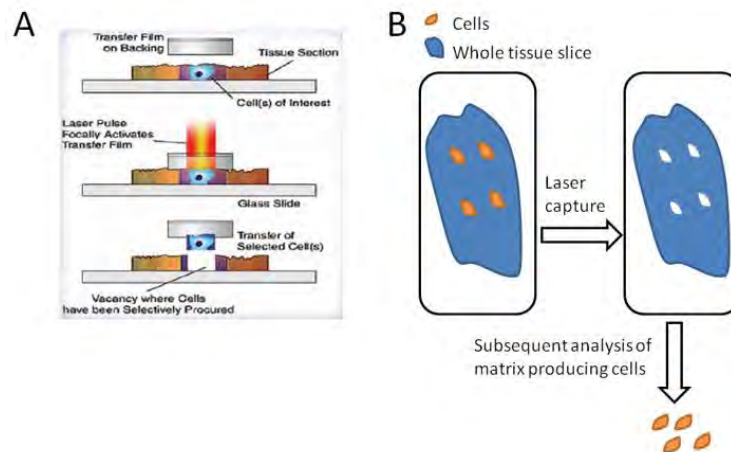 A
Transfer Film
on Backing
Tissue Section
Cell(s) of Interest
Laser Pulse
Focally Activates
Transfer Film
Glass Slide
Transfer of
Selected Cell(s)
Vacancy where Cells
have been Selectively Procured
B
Cells
Whole tissue slice
Laser
capture
Subsequent analysis of
matrix producing cells